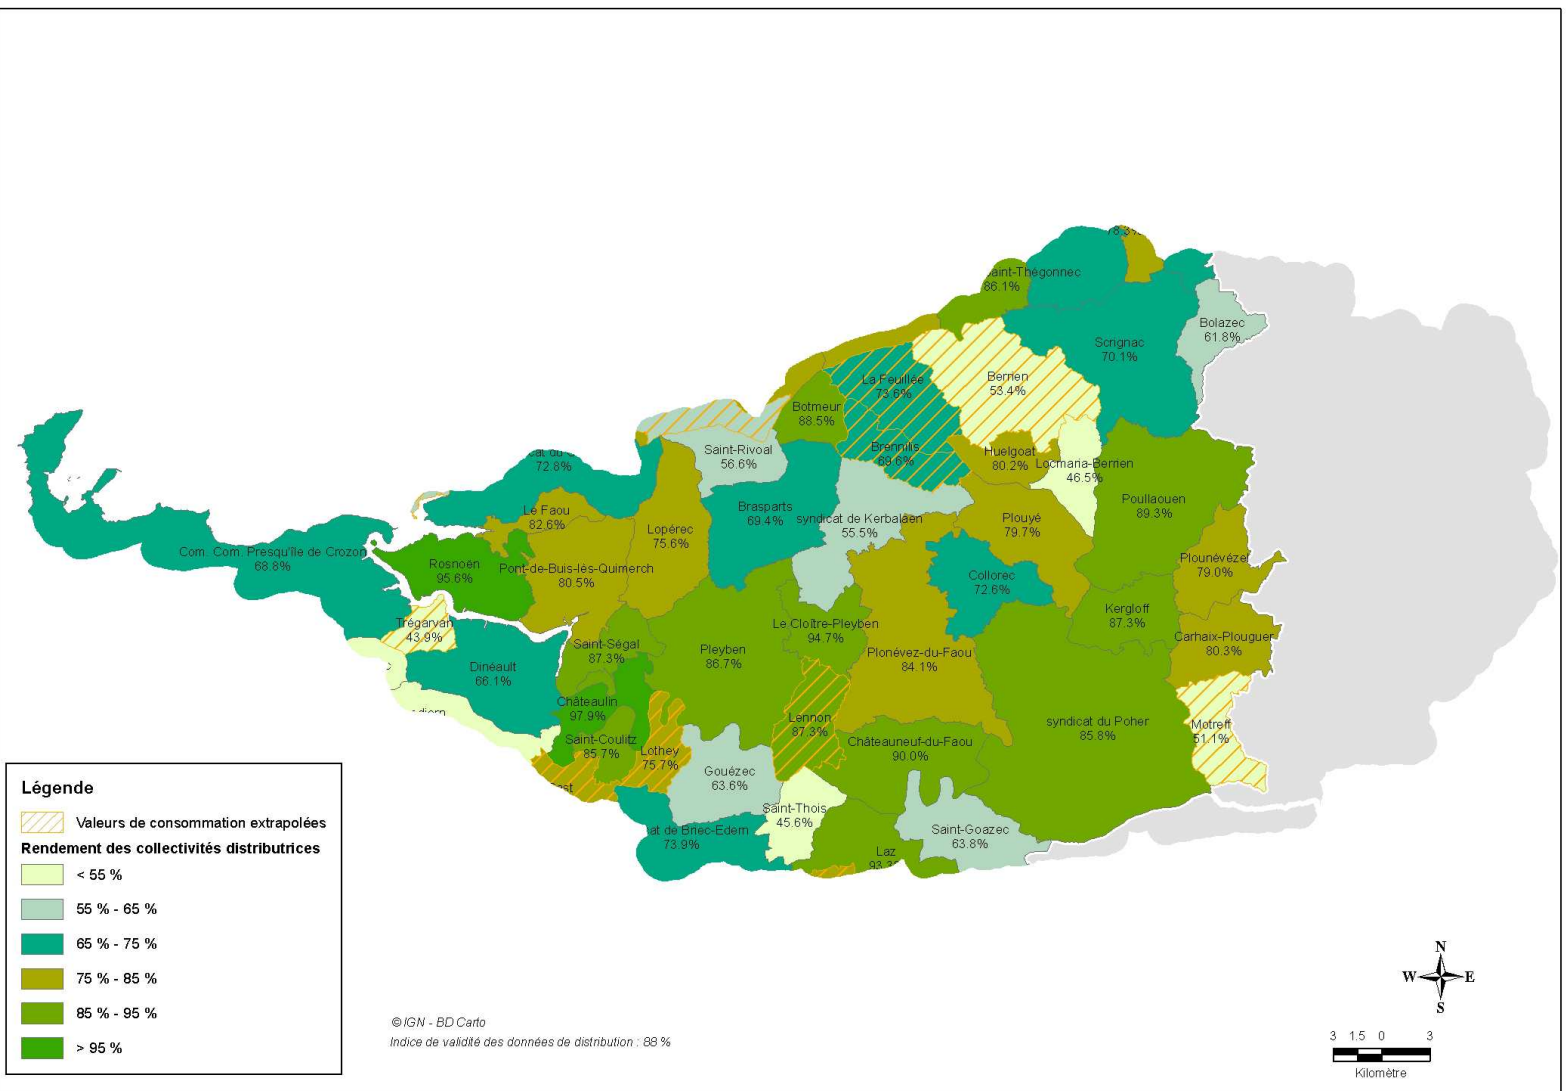 78.3%
aint-Thégonnec
86.1%
Bolazec
61.8%
Scrignac
70.1%
La Feuillée
73.6%
Berrien
53.4%
Botmeur
88.5%
Saint-Rivoal
56.6%
Brennilis
69.6%
Huelgoat
80.2%
Locmaria-Berrien
46.5%
72.8%
Poullaouen
89.3%
Le Faou
82.6%
Lopérec
75.6%
Brasparts
69.4%
syndicat de Kerbalaën
55.5%
Plouyé
79.7%
Com. Com. Presqu'île de Crozon
68.8%
Rosnoën
95.6%
Pont-de-Buis-lès-Quimerch
80.5%
Collorec
72.6%
Plounévézel
79.0%
Trégarvan
43.9%
Le Cloître-Pleyben
94.7%
Kergloff
87.3%
Carhaix-Plouguer
80.3%
Dinéault
66.1%
Saint-Ségal
87.3%
Pleyben
86.7%
Plonévez-du-Faou
84.1%
Châteaulin
97.9%
Lennon
87.3%
syndicat du Poher
85.8%
Motreff
51.1%
Saint-Coulitz
85.7%
Lothey
75.7%
Châteauneuf-du-Faou
90.0%
Gouézec
63.6%
Saint-Thois
45.6%
at de Briec-Edern
73.9%
Saint-Goazec
63.8%
Laz
93.3%
Légende
Valeurs de consommation extrapolées
Rendement des collectivités distributrices
< 55 %
55 % - 65 %
65 % - 75 %
75 % - 85 %
85 % - 95 %
> 95 %
© IGN - BD Carto
Indice de validité des données de distribution : 88 %
N
W E
S
3 1.5 0 3
Kilomètre